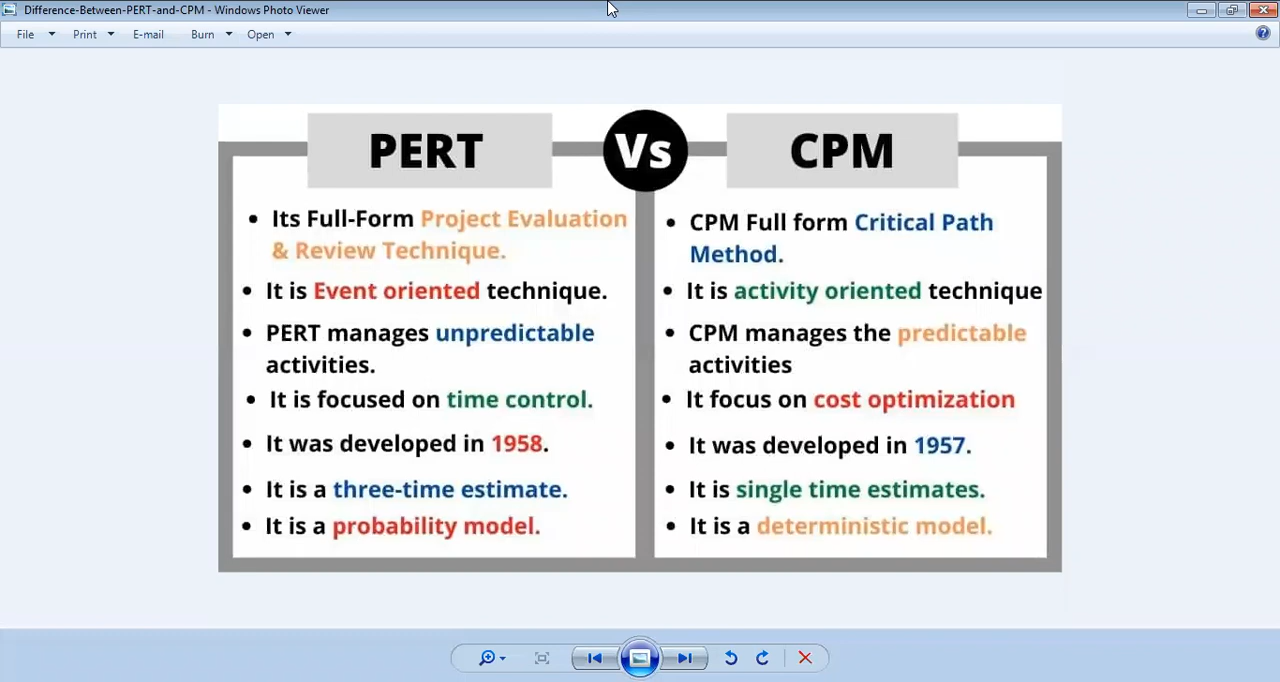 Difference-Between-PERT-and-CPM - Windows Photo Viewer
File Print E-mail Burn Open
PERT Vs CPM
• Its Full-Form Project Evaluation
& Review Technique.
• It is Event oriented technique.
• PERT manages unpredictable
activities.
• It is focused on time control.
• It was developed in 1958.
• It is a three-time estimate.
• It is a probability model.
• CPM Full form Critical Path
Method.
• It is activity oriented technique
• CPM manages the predictable
activities
• It focus on cost optimization
• It was developed in 1957.
• It is single time estimates.
• It is a deterministic model.